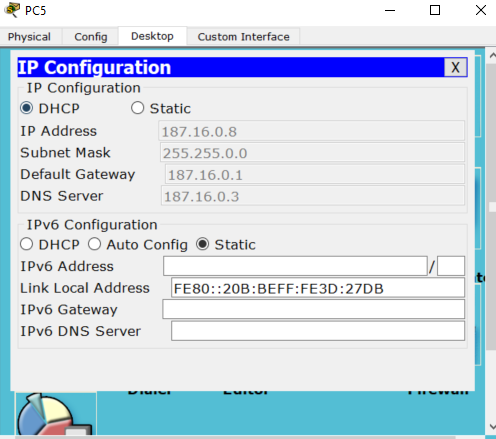 PC5
Physical Config Desktop Custom Interface
IP Configuration X
IP Configuration
DHCP Static
IP Address 187.16.0.8
Subnet Mask 255.255.0.0
Default Gateway 187.16.0.1
DNS Server 187.16.0.3
IPv6 Configuration
DHCP Auto Config Static
IPv6 Address /
Link Local Address FE80::20B:BEFF:FE3D:27DB
IPv6 Gateway
IPv6 DNS Server
Dialer Editor Firewall